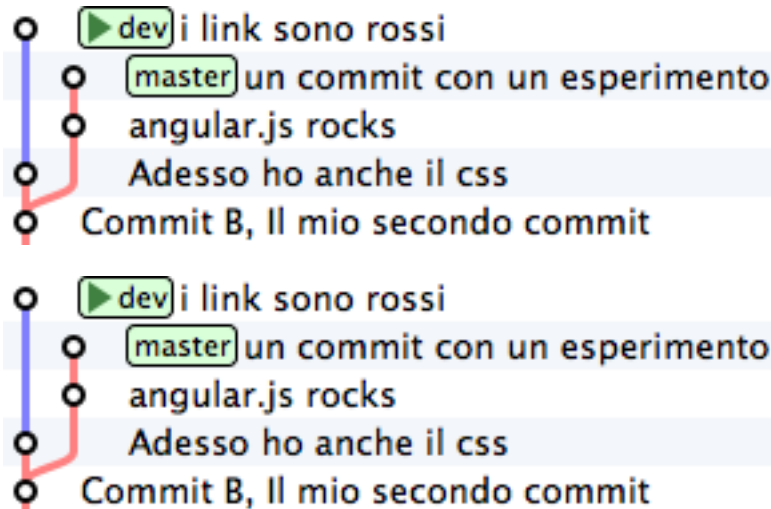 dev i link sono rossi
master un commit con un esperimento
angular.js rocks
Adesso ho anche il css
Commit B, Il mio secondo commit
dev i link sono rossi
master un commit con un esperimento
angular.js rocks
Adesso ho anche il css
Commit B, Il mio secondo commit